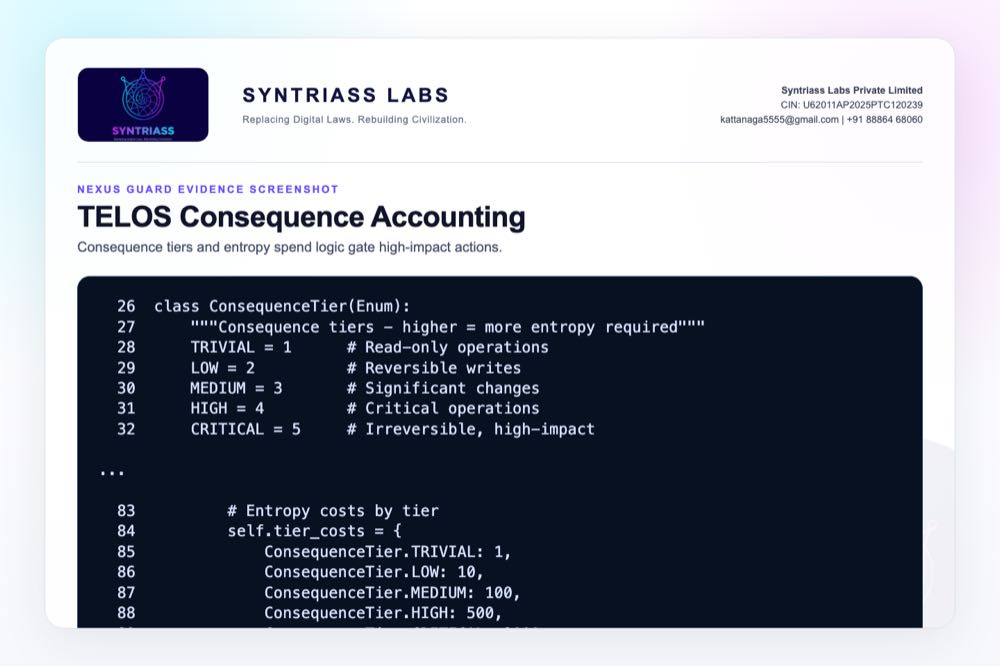 SYNTRIASS
SYNTRIASS LABS
Replacing Digital Laws. Rebuilding Civilization.
Syntriass Labs Private Limited
CIN: U62011AP2025PTC120239
kattanaga5555@gmail.com | +91 88864 68060
NEXUS GUARD EVIDENCE SCREENSHOT
TELOS Consequence Accounting
Consequence tiers and entropy spend logic gate high-impact actions.
26 class ConsequenceTier(Enum):
27     """Consequence tiers - higher = more entropy required"""
28     TRIVIAL = 1      # Read-only operations
29     LOW = 2          # Reversible writes
30     MEDIUM = 3       # Significant changes
31     HIGH = 4         # Critical operations
32     CRITICAL = 5     # Irreversible, high-impact
...
83         # Entropy costs by tier
84         self.tier_costs = {
85             ConsequenceTier.TRIVIAL: 1,
86             ConsequenceTier.LOW: 10,
87             ConsequenceTier.MEDIUM: 100,
88             ConsequenceTier.HIGH: 500,